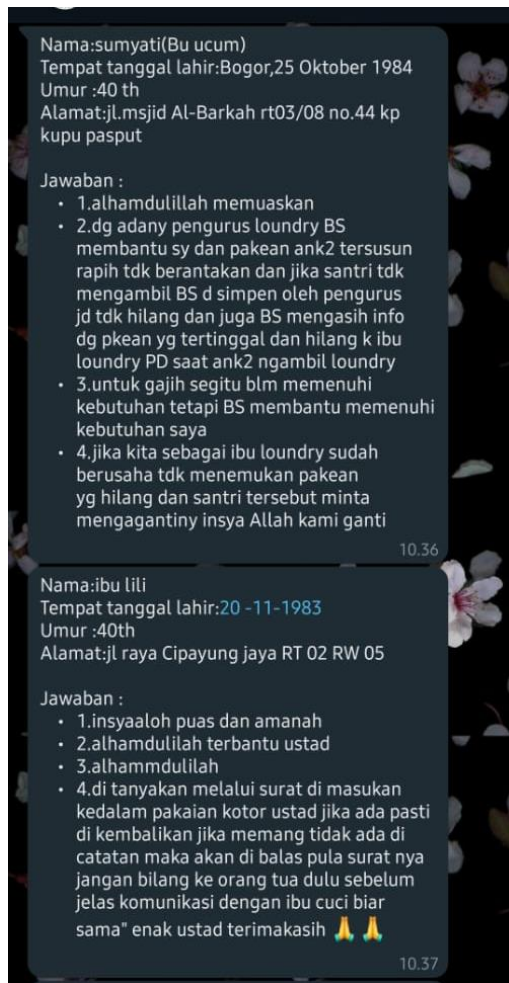 Nama:sumyati(Bu ucum)
Tempat tanggal lahir:Bogor,25 Oktober 1984
Umur :40 th
Alamat:jl.msjid Al-Barkah rt03/08 no.44 kp
kupu pasput
Jawaban :
• 1.alhamdulillah memuaskan
• 2.dg adany pengurus loundry BS
membantu sy dan pakean ank2 tersusun
rapih tdk berantakan dan jika santri tdk
mengambil BS d simpen oleh pengurus
jd tdk hilang dan juga BS mengasih info
dg pkean yg tertinggal dan hilang k ibu
loundry PD saat ank2 ngambil loundry
• 3.untuk gajih segitu blm memenuhi
kebutuhan tetapi BS membantu memenuhi
kebutuhan saya
• 4.jika kita sebagai ibu loundry sudah
berusaha tdk menemukan pakean
yg hilang dan santri tersebut minta
mengagantiny insya Allah kami ganti
10.36
Nama:ibu lili
Tempat tanggal lahir:20 -11-1983
Umur :40th
Alamat:jl raya Cipayung jaya RT 02 RW 05
Jawaban :
• 1.insyaaloh puas dan amanah
• 2.alhamdulilah terbantu ustad
• 3.alhammdulilah
• 4.di tanyakan melalui surat di masukan
kedalam pakaian kotor ustad jika ada pasti
di kembalikan jika memang tidak ada di
catatan maka akan di balas pula surat nya
jangan bilang ke orang tua dulu sebelum
jelas komunikasi dengan ibu cuci biar
sama" enak ustad terimakasih 🙏 🙏
10.37